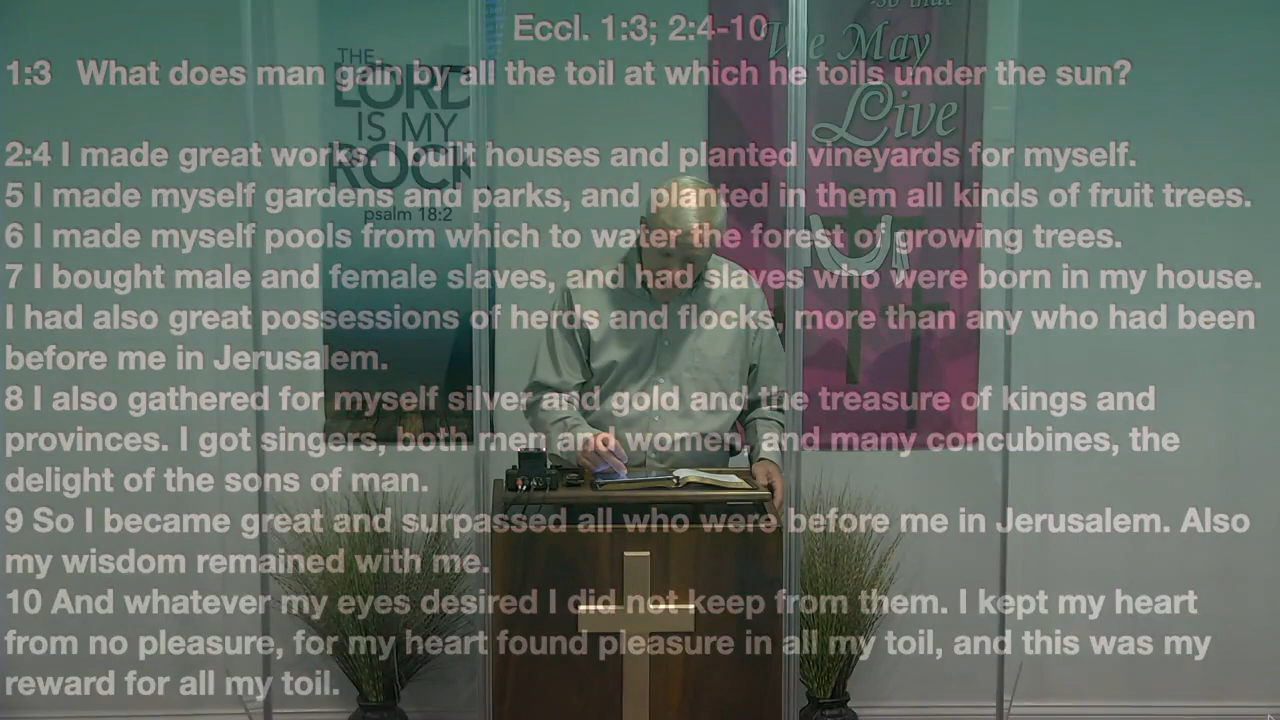 Eccl. 1:3; 2:4-10
1:3 What does man gain by all the toil at which he toils under the sun?
2:4 I made great works. I built houses and planted vineyards for myself.
5 I made myself gardens and parks, and planted in them all kinds of fruit trees.
6 I made myself pools from which to water the forest of growing trees.
7 I bought male and female slaves, and had slaves who were born in my house.
I had also great possessions of herds and flocks, more than any who had been
before me in Jerusalem.
8 I also gathered for myself silver and gold and the treasure of kings and
provinces. I got singers, both men and women, and many concubines, the
delight of the sons of man.
9 So I became great and surpassed all who were before me in Jerusalem. Also
my wisdom remained with me.
10 And whatever my eyes desired I did not keep from them. I kept my heart
from no pleasure, for my heart found pleasure in all my toil, and this was my
reward for all my toil.
THE
LORD
IS MY
ROCK
psalm 18:2
So that
We May
Live